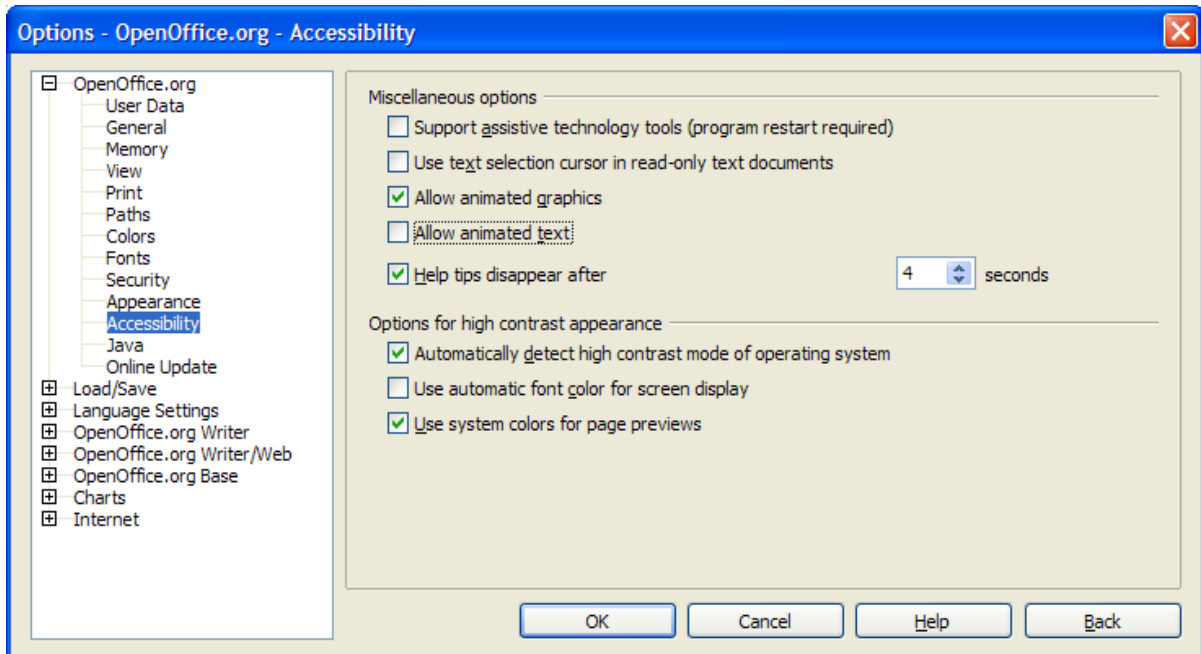 Options - OpenOffice.org - Accessibility
OpenOffice.org
User Data
General
Memory
View
Print
Paths
Colors
Fonts
Security
Appearance
Accessibility
Java
Online Update
Load/Save
Language Settings
OpenOffice.org Writer
OpenOffice.org Writer/Web
OpenOffice.org Base
Charts
Internet
Miscellaneous options
Support assistive technology tools (program restart required)
Use text selection cursor in read-only text documents
Allow animated graphics
Allow animated text
Help tips disappear after 4 seconds
Options for high contrast appearance
Automatically detect high contrast mode of operating system
Use automatic font color for screen display
Use system colors for page previews
OK Cancel Help Back